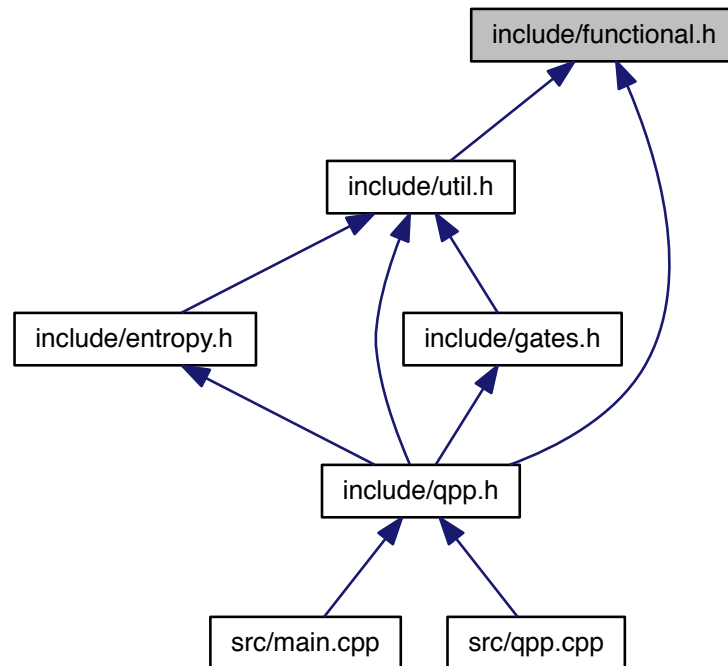 include/functional.h
include/util.h
include/entropy.h
include/gates.h
include/qpp.h
src/main.cpp
src/qpp.cpp